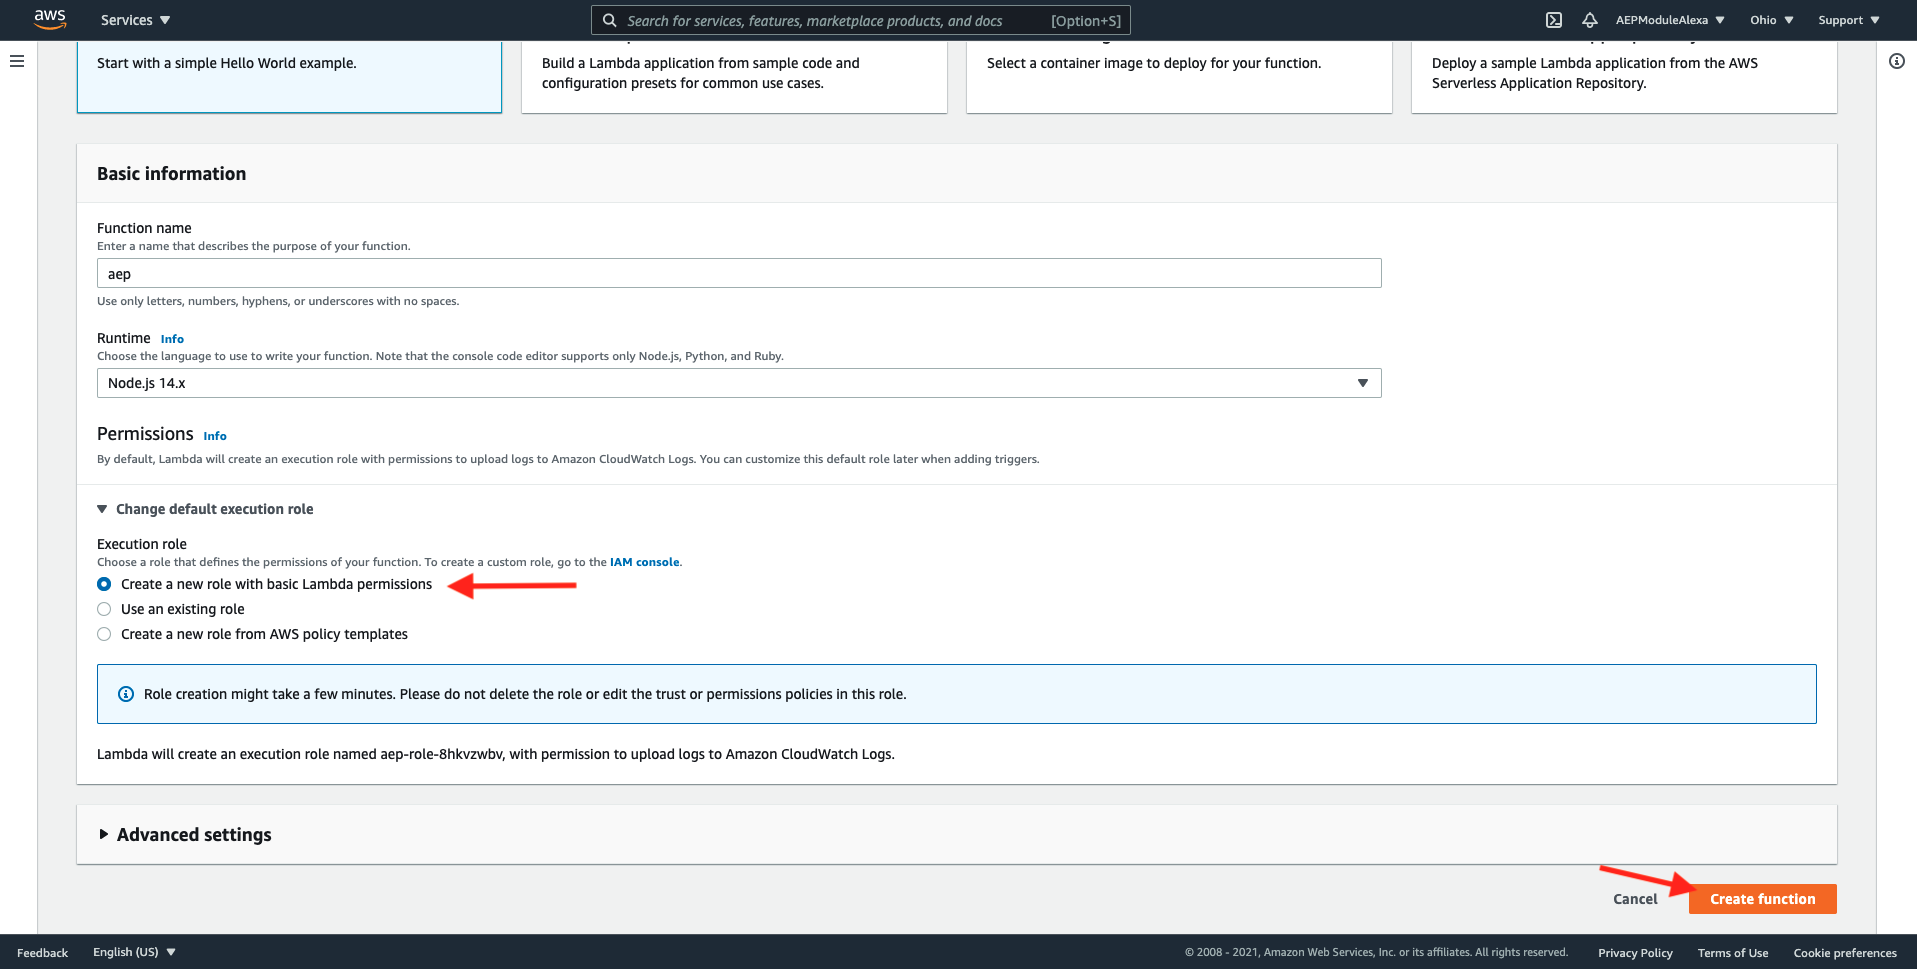 aws
Services
Search for services, features, marketplace products, and docs
[Option+S]
AEPModuleAlexa
Ohio
Support
Start with a simple Hello World example.
Build a Lambda application from sample code and
configuration presets for common use cases.
Select a container image to deploy for your function.
Deploy a sample Lambda application from the AWS
Serverless Application Repository.
Basic information
Function name
Enter a name that describes the purpose of your function.
aep
Use only letters, numbers, hyphens, or underscores with no spaces.
Runtime Info
Choose the language to use to write your function. Note that the console code editor supports only Node.js, Python, and Ruby.
Node.js 14.x
Permissions Info
By default, Lambda will create an execution role with permissions to upload logs to Amazon CloudWatch Logs. You can customize this default role later when adding triggers.
Change default execution role
Execution role
Choose a role that defines the permissions of your function. To create a custom role, go to the IAM console.
Create a new role with basic Lambda permissions
Use an existing role
Create a new role from AWS policy templates
Role creation might take a few minutes. Please do not delete the role or edit the trust or permissions policies in this role.
Lambda will create an execution role named aep-role-8hkvzwbv, with permission to upload logs to Amazon CloudWatch Logs.
Advanced settings
Cancel
Create function
Feedback
English (US)
© 2008 - 2021, Amazon Web Services, Inc. or its affiliates. All rights reserved.
Privacy Policy
Terms of Use
Cookie preferences